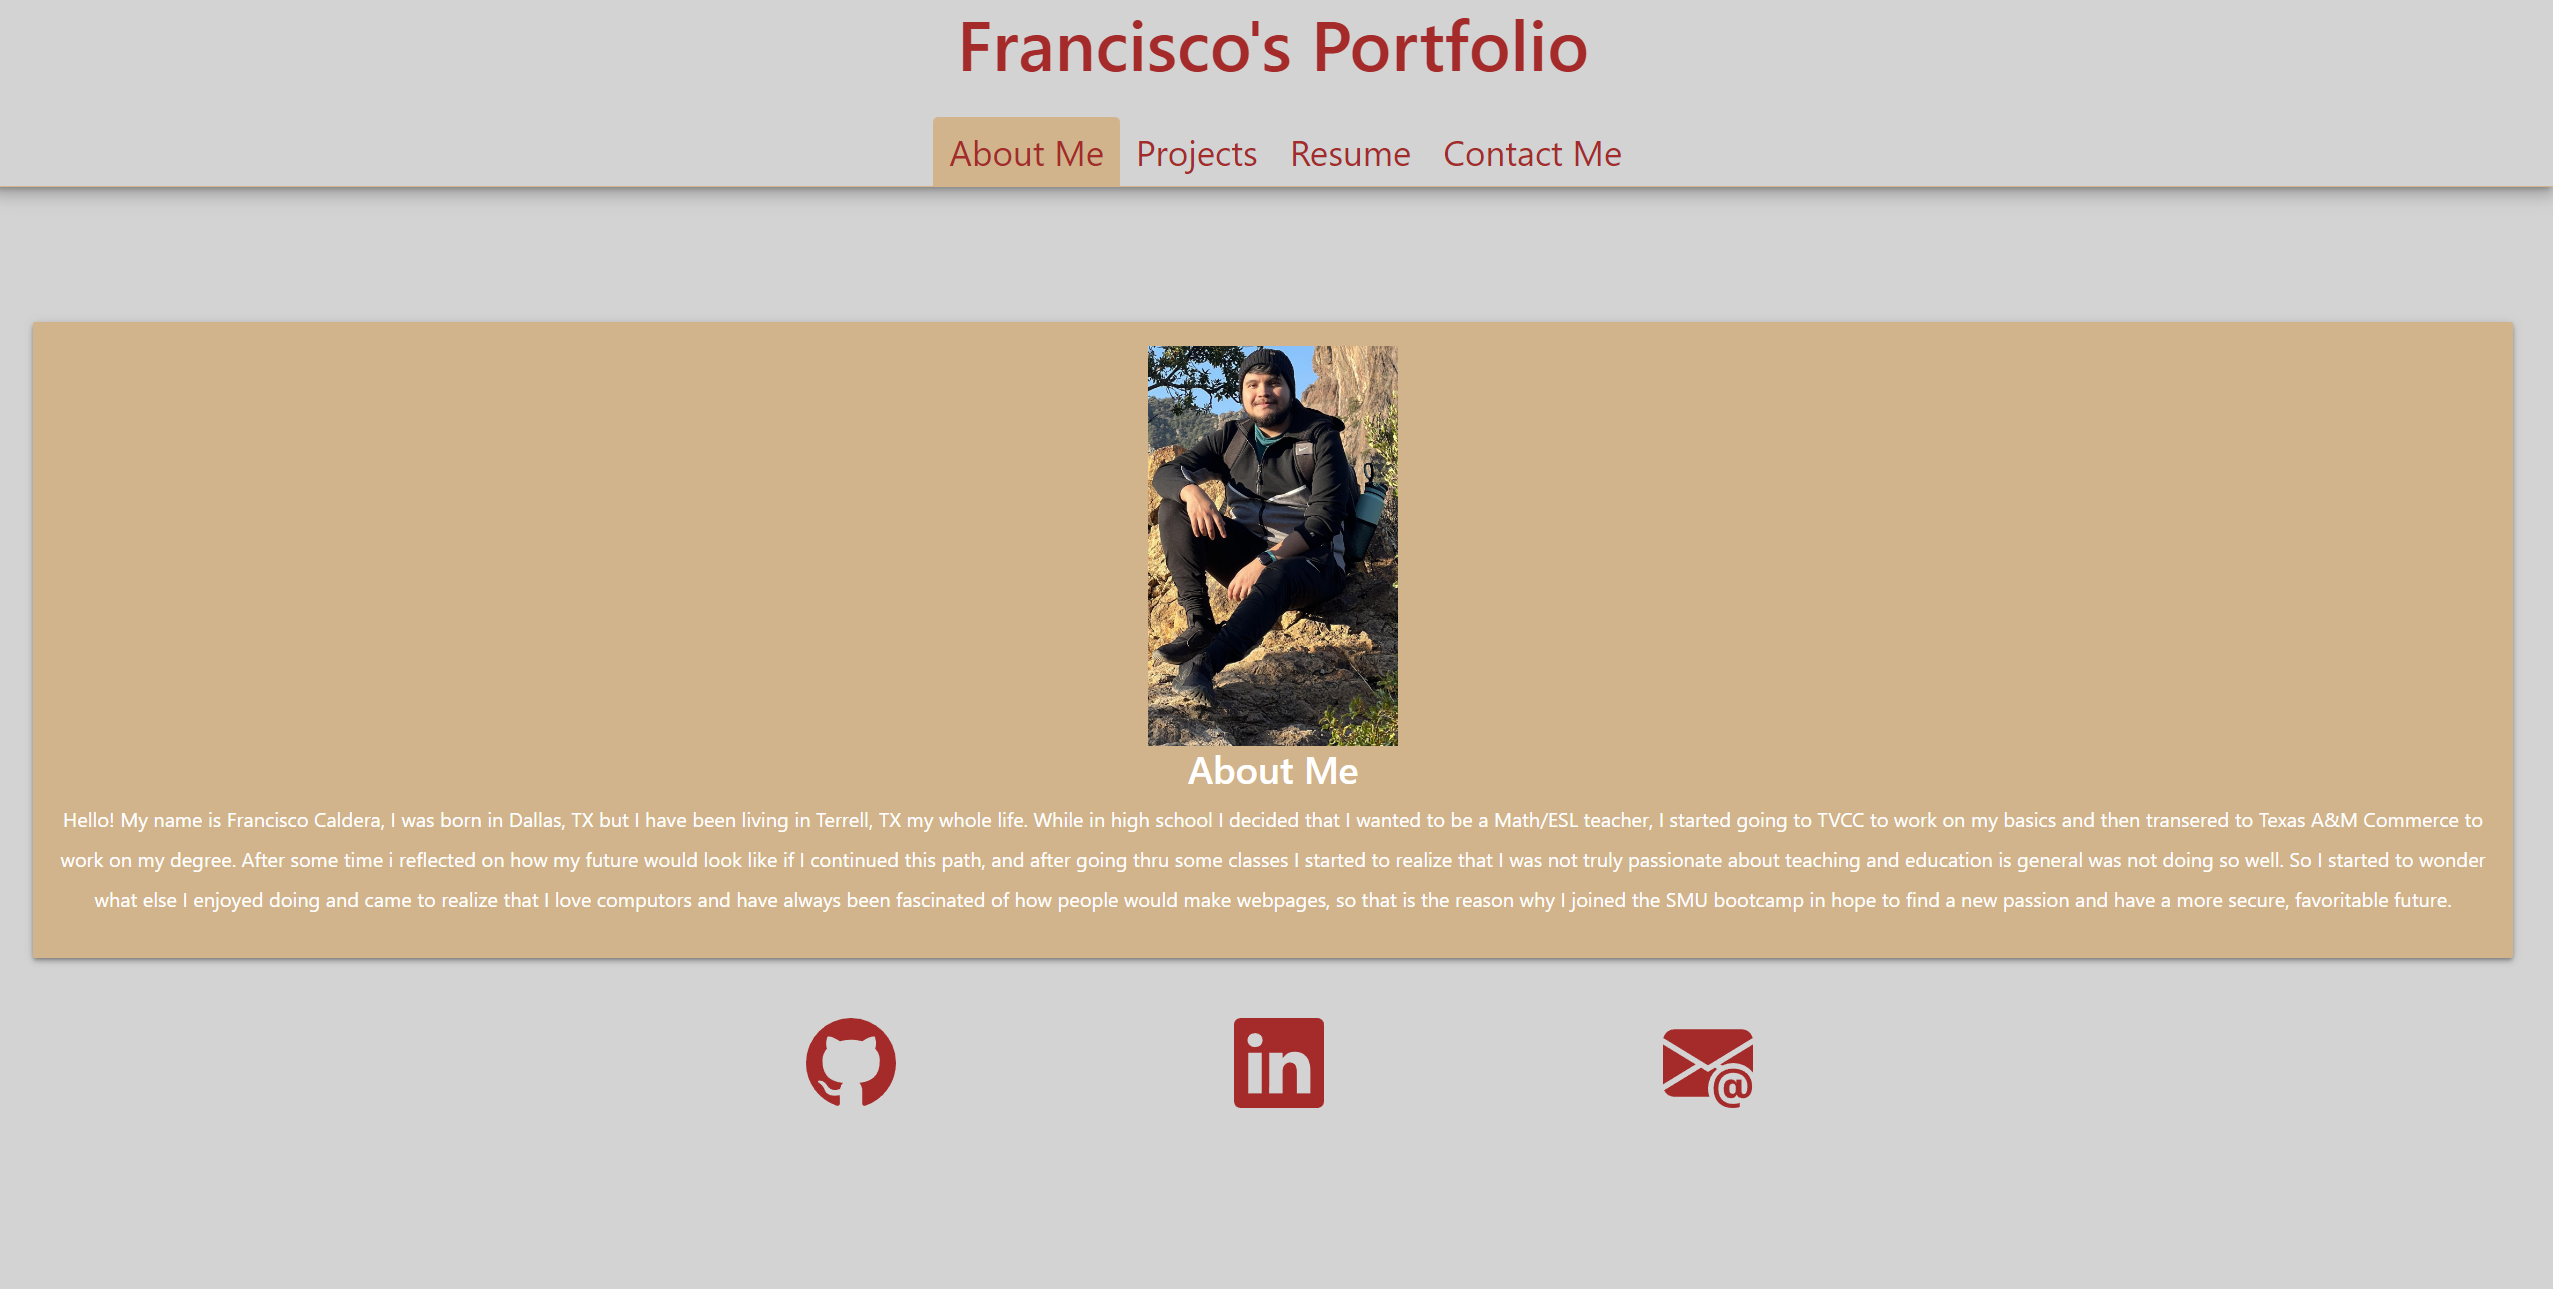 Francisco's Portfolio
About Me Projects Resume Contact Me
About Me
Hello! My name is Francisco Caldera, I was born in Dallas, TX but I have been living in Terrell, TX my whole life. While in high school I decided that I wanted to be a Math/ESL teacher, I started going to TVCC to work on my basics and then transered to Texas A&M Commerce to
work on my degree. After some time i reflected on how my future would look like if I continued this path, and after going thru some classes I started to realize that I was not truly passionate about teaching and education is general was not doing so well. So I started to wonder
what else I enjoyed doing and came to realize that I love computors and have always been fascinated of how people would make webpages, so that is the reason why I joined the SMU bootcamp in hope to find a new passion and have a more secure, favoritable future.
in
@